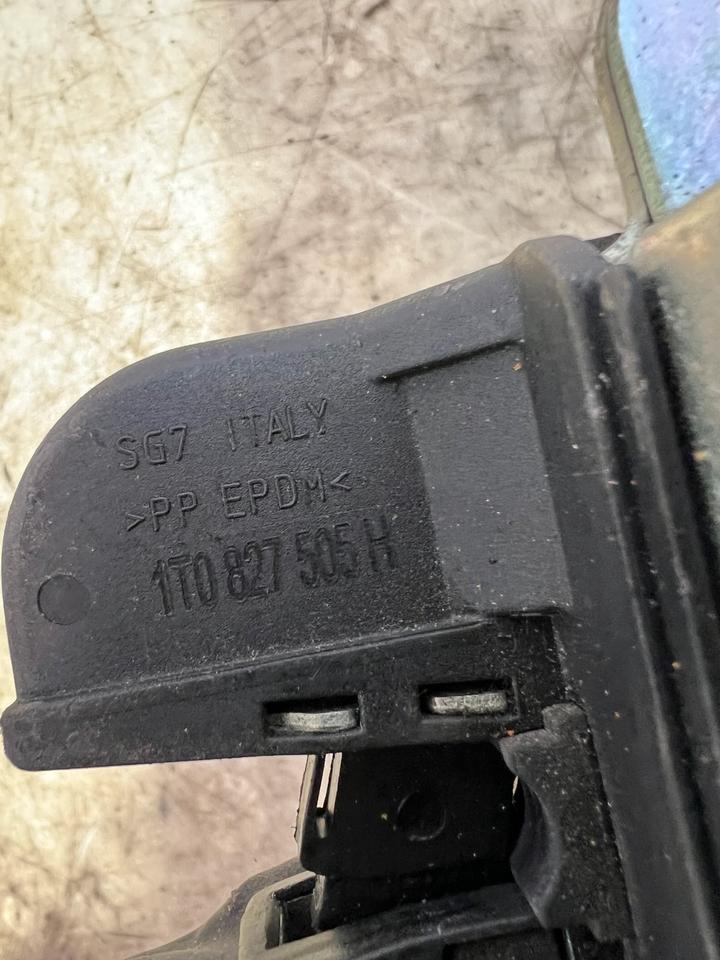 SG7 ITALY
>PP EPDM<
1T0 827 505 H